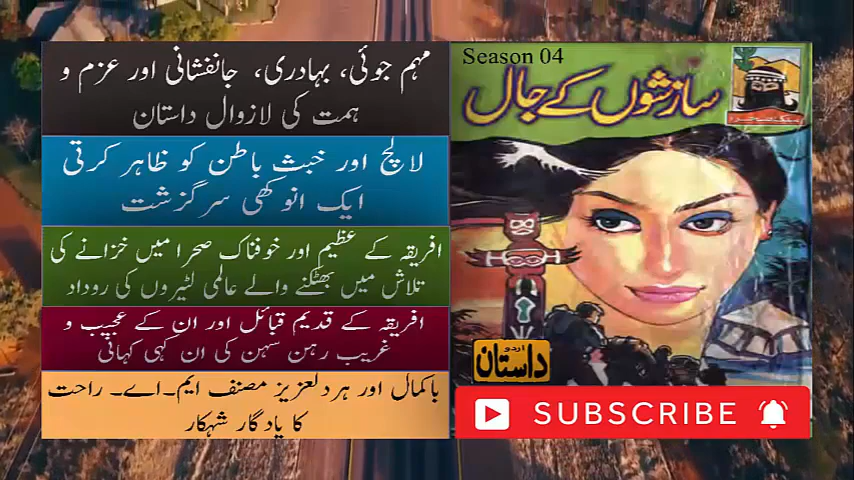 مہم جوئی، بہادری، جانفشانی اور عزم و
ہمت کی لازوال داستان
لالچ اور خبث باطن کو ظاہر کرتی
ایک انوکھی سرگزشت
افریقہ کے عظیم اور خوفناک صحرا میں خزانے کی
تلاش میں بھٹکنے والے عالمی لٹیروں کی روداد
افریقہ کے قدیم قبائل اور ان کے عجیب و
غریب رہن سہن کی ان کہی کہانی
باکمال اور ہردلعزیز مصنف ایم۔اے۔ راحت
کا یادگار شہکار
Season 04
سازشوں کے جال
اردو
داستان
SUBSCRIBE